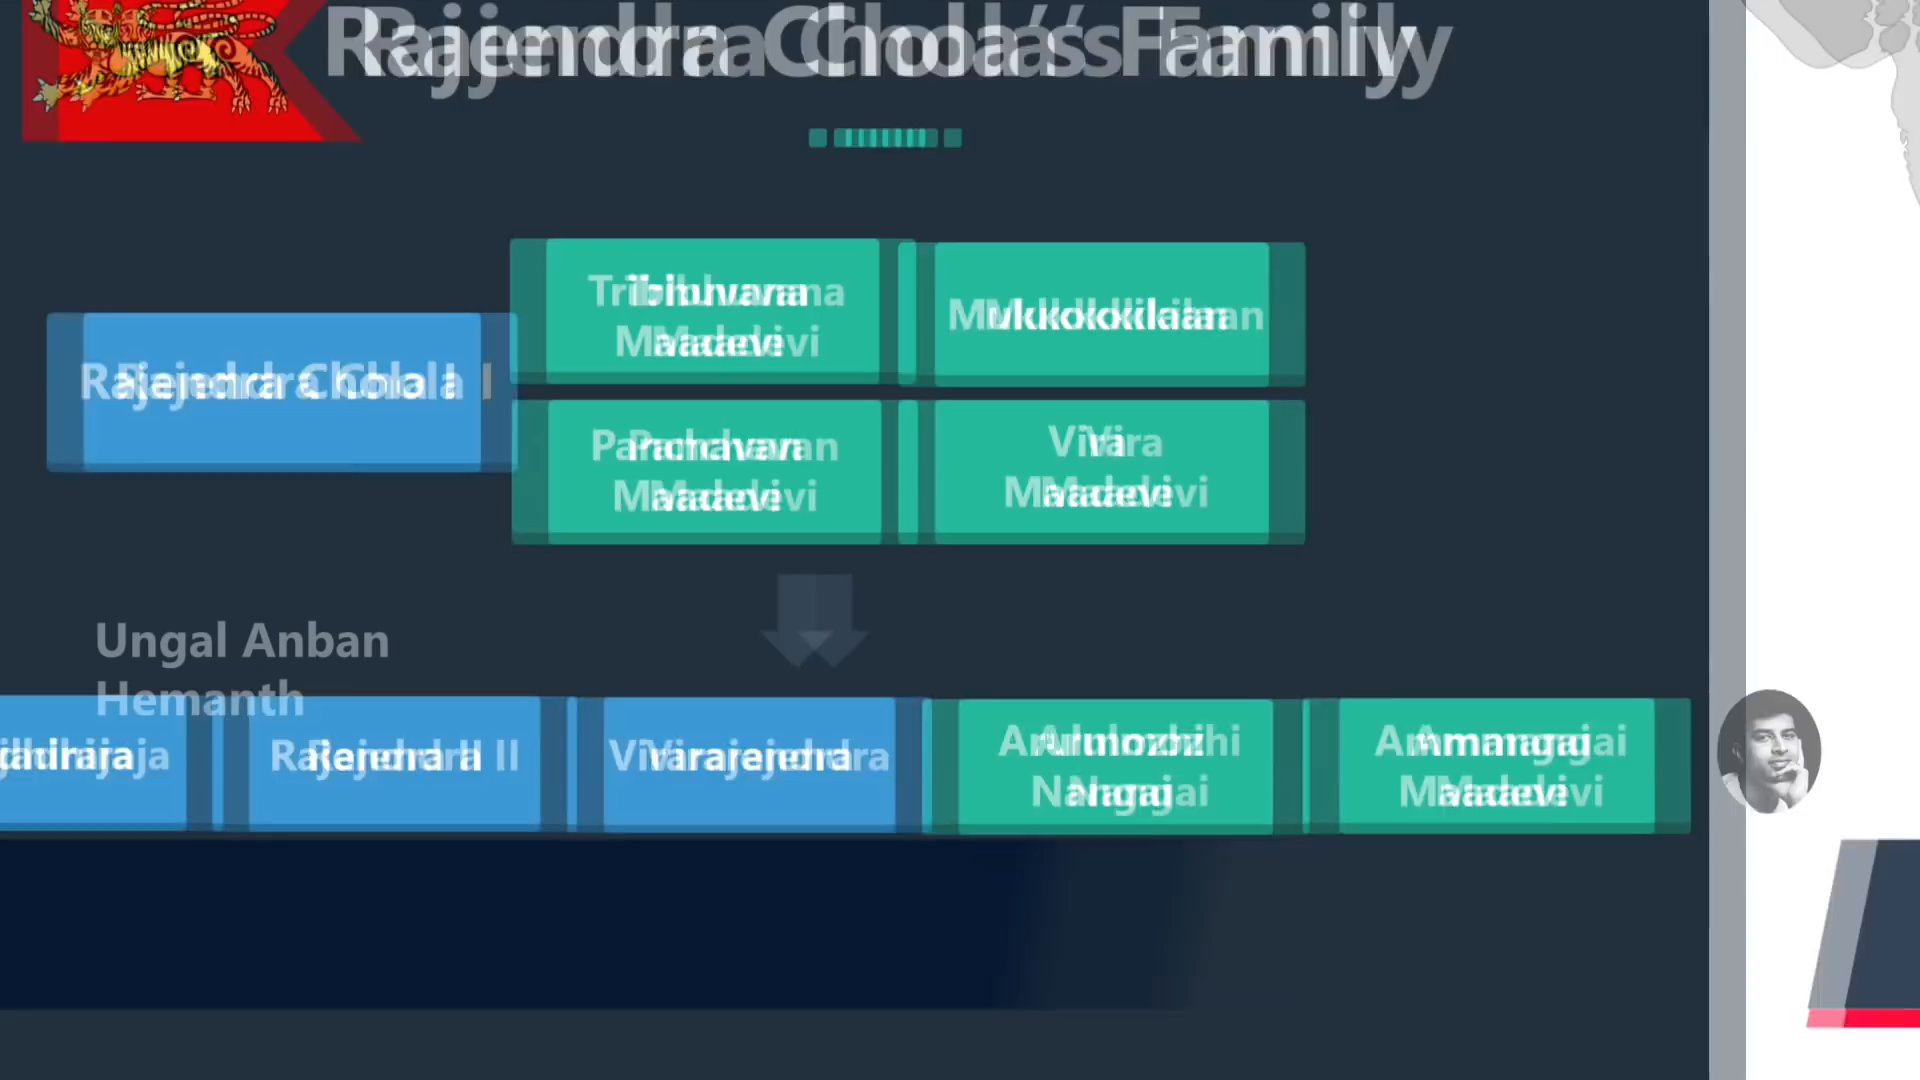 Rajendra Chola's Family
Tribhuvana
Madevi
Mukkokkilan
Rajendra Chola I
Panchavan
Madevi
Vira
Madevi
Ungal Anban
Hemanth
Rajendra II
Virarajendra
Arulmozhi
Nangai
Ammangai
Madevi